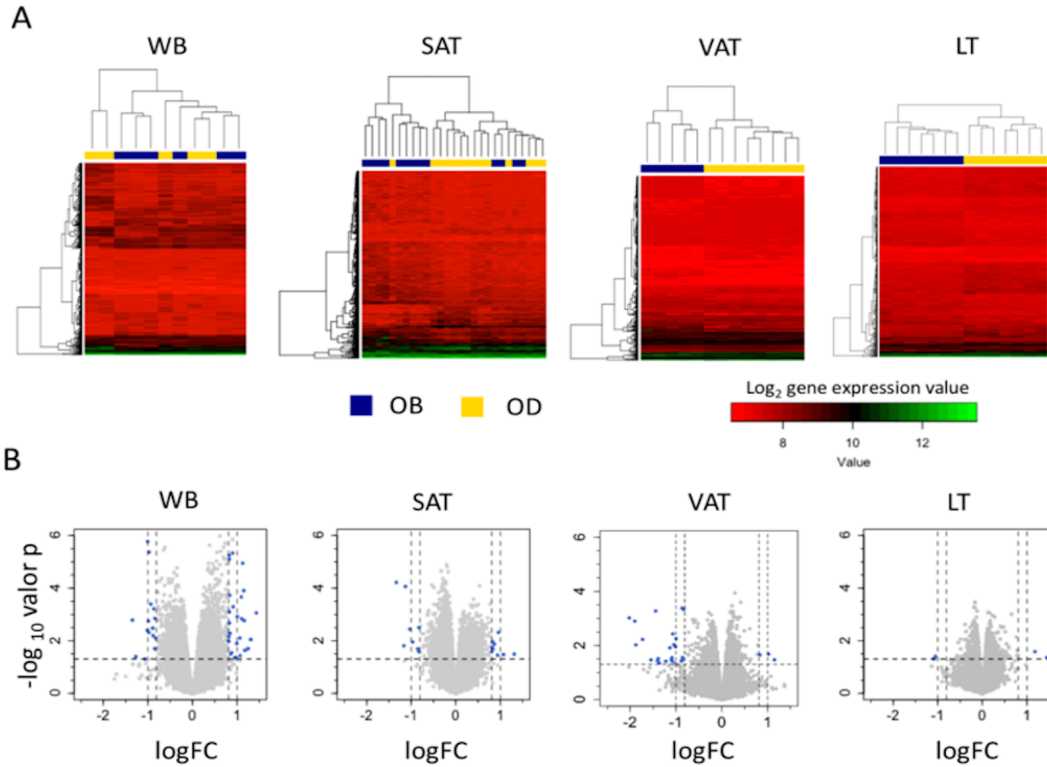 A
WB SAT VAT LT
OB OD
Log2 gene expression value
8 10 12
Value
B
WB SAT VAT LT
-log 10 valor p
6 6 6 6
4 4 4 4
2 2 2 2
0 0 0 0
-2 -1 0 1 -2 -1 0 1 -2 -1 0 1 -2 -1 0 1
logFC logFC logFC logFC